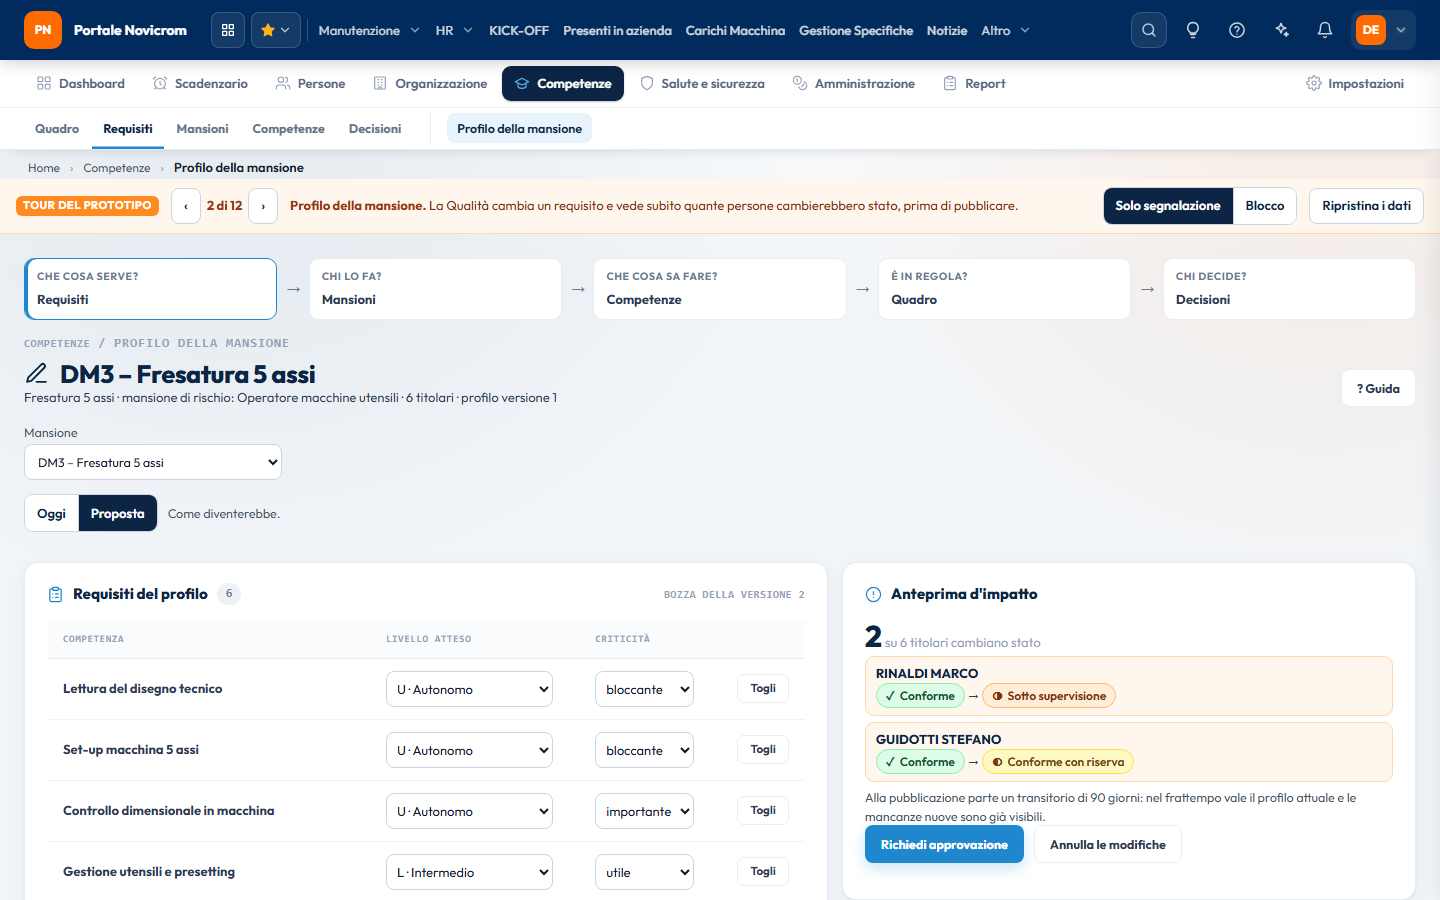 PN Portale Novicrom Manutenzione HR KICK-OFF Presenti in azienda Carichi Macchina Gestione Specifiche Notizie Altro DE
Dashboard Scadenzario Persone Organizzazione Competenze Salute e sicurezza Amministrazione Report Impostazioni
Quadro Requisiti Mansioni Competenze Decisioni Profilo della mansione
Home › Competenze › Profilo della mansione
TOUR DEL PROTOTIPO ‹ 2 di 12 › Profilo della mansione. La Qualità cambia un requisito e vede subito quante persone cambierebbero stato, prima di pubblicare. Solo segnalazione Blocco Ripristina i dati
CHE COSA SERVE? → CHI LO FA? → CHE COSA SA FARE? → È IN REGOLA? → CHI DECIDE?
Requisiti Mansioni Competenze Quadro Decisioni
COMPETENZE / PROFILO DELLA MANSIONE
DM3 – Fresatura 5 assi
Fresatura 5 assi · mansione di rischio: Operatore macchine utensili · 6 titolari · profilo versione 1
? Guida
Mansione
DM3 – Fresatura 5 assi
Oggi Proposta Come diventerebbe.
Requisiti del profilo 6 BOZZA DELLA VERSIONE 2
COMPETENZA LIVELLO ATTESO CRITICITÀ
Lettura del disegno tecnico U · Autonomo bloccante Togli
Set-up macchina 5 assi U · Autonomo bloccante Togli
Controllo dimensionale in macchina U · Autonomo importante Togli
Gestione utensili e presetting L · Intermedio utile Togli
Anteprima d'impatto
2 su 6 titolari cambiano stato
RINALDI MARCO
✓ Conforme → Sotto supervisione
GUIDOTTI STEFANO
✓ Conforme → Conforme con riserva
Alla pubblicazione parte un transitorio di 90 giorni: nel frattempo vale il profilo attuale e le
mancanze nuove sono già visibili.
Richiedi approvazione Annulla le modifiche